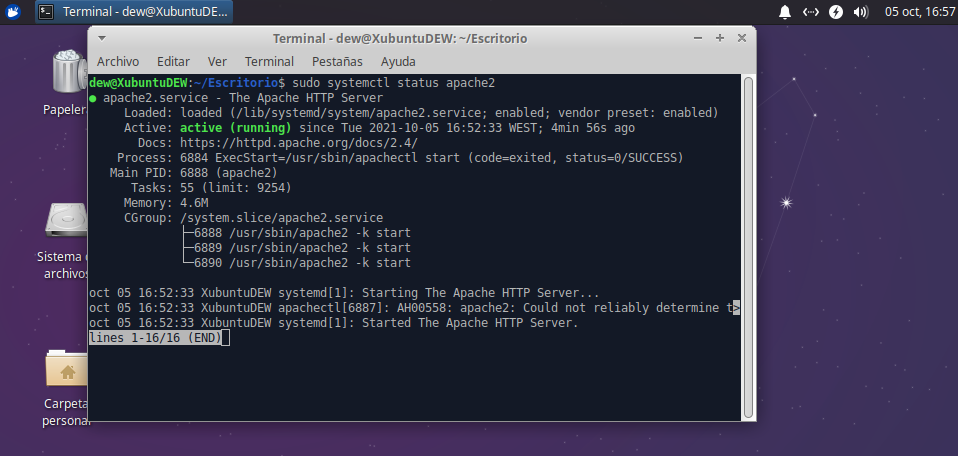 Terminal - dew@XubuntuDE...
05 oct, 16:57
Terminal - dew@XubuntuDEW: ~/Escritorio
Archivo Editar Ver Terminal Pestañas Ayuda
dew@XubuntuDEW:~/Escritorio$ sudo systemctl status apache2
● apache2.service - The Apache HTTP Server
     Loaded: loaded (/lib/systemd/system/apache2.service; enabled; vendor preset: enabled)
     Active: active (running) since Tue 2021-10-05 16:52:33 WEST; 4min 56s ago
       Docs: https://httpd.apache.org/docs/2.4/
    Process: 6884 ExecStart=/usr/sbin/apachectl start (code=exited, status=0/SUCCESS)
   Main PID: 6888 (apache2)
      Tasks: 55 (limit: 9254)
     Memory: 4.6M
     CGroup: /system.slice/apache2.service
             ├─6888 /usr/sbin/apache2 -k start
             ├─6889 /usr/sbin/apache2 -k start
             └─6890 /usr/sbin/apache2 -k start
oct 05 16:52:33 XubuntuDEW systemd[1]: Starting The Apache HTTP Server...
oct 05 16:52:33 XubuntuDEW apachectl[6887]: AH00558: apache2: Could not reliably determine t>
oct 05 16:52:33 XubuntuDEW systemd[1]: Started The Apache HTTP Server.
lines 1-16/16 (END)
Papeler
Sistema
archivos
Carpeta
personal